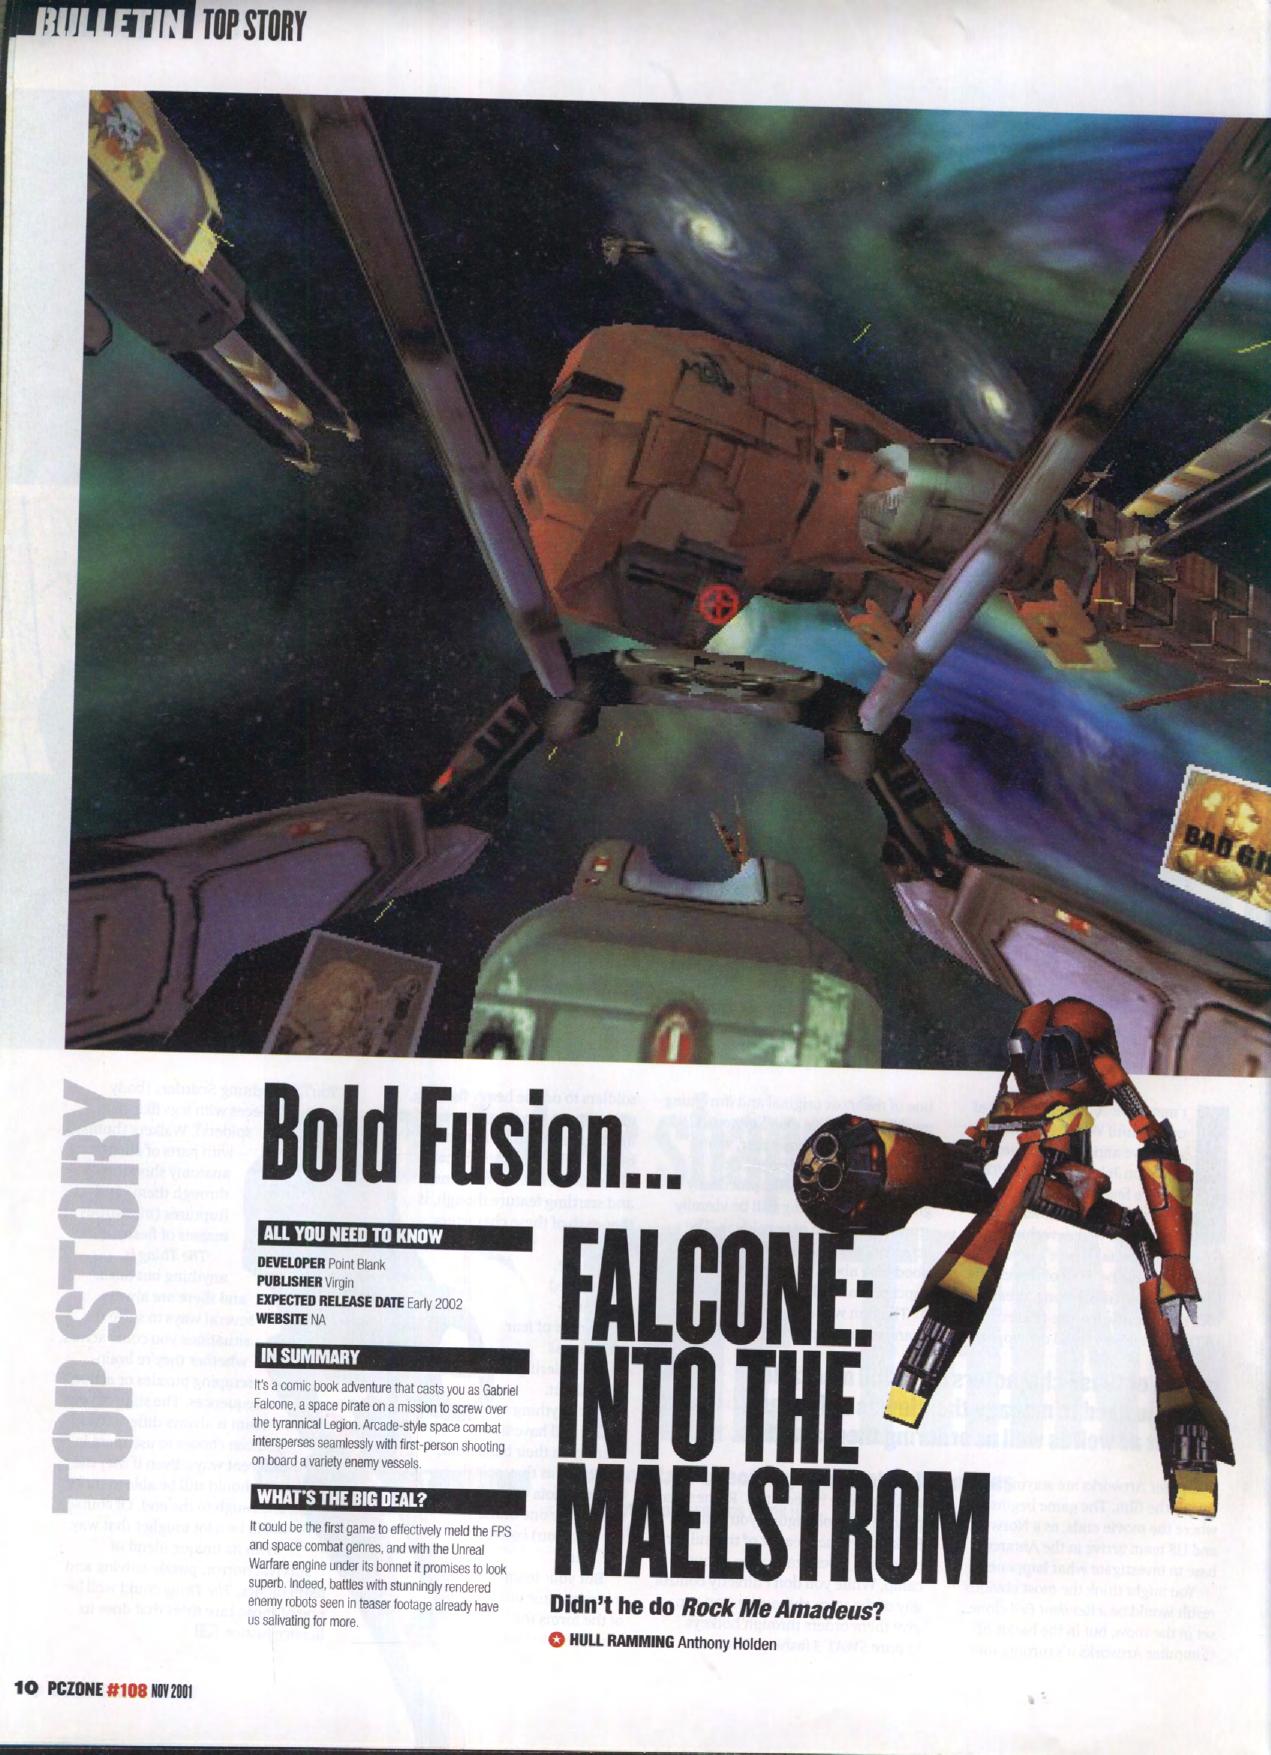 BULLETIN TOP STORY
BAD GI
TOP STORY
Bold Fusion...
ALL YOU NEED TO KNOW
DEVELOPER Point Blank
PUBLISHER Virgin
EXPECTED RELEASE DATE Early 2002
WEBSITE NA
IN SUMMARY
It's a comic book adventure that casts you as Gabriel
Falcone, a space pirate on a mission to screw over
the tyrannical Legion. Arcade-style space combat
intersperses seamlessly with first-person shooting
on board a variety enemy vessels.
WHAT'S THE BIG DEAL?
It could be the first game to effectively meld the FPS
and space combat genres, and with the Unreal
Warfare engine under its bonnet it promises to look
superb. Indeed, battles with stunningly rendered
enemy robots seen in teaser footage already have
us salivating for more.
FALCONE:
INTO THE
MAELSTROM
Didn't he do Rock Me Amadeus?
HULL RAMMING Anthony Holden
10 PCZONE #108 NOV 2001